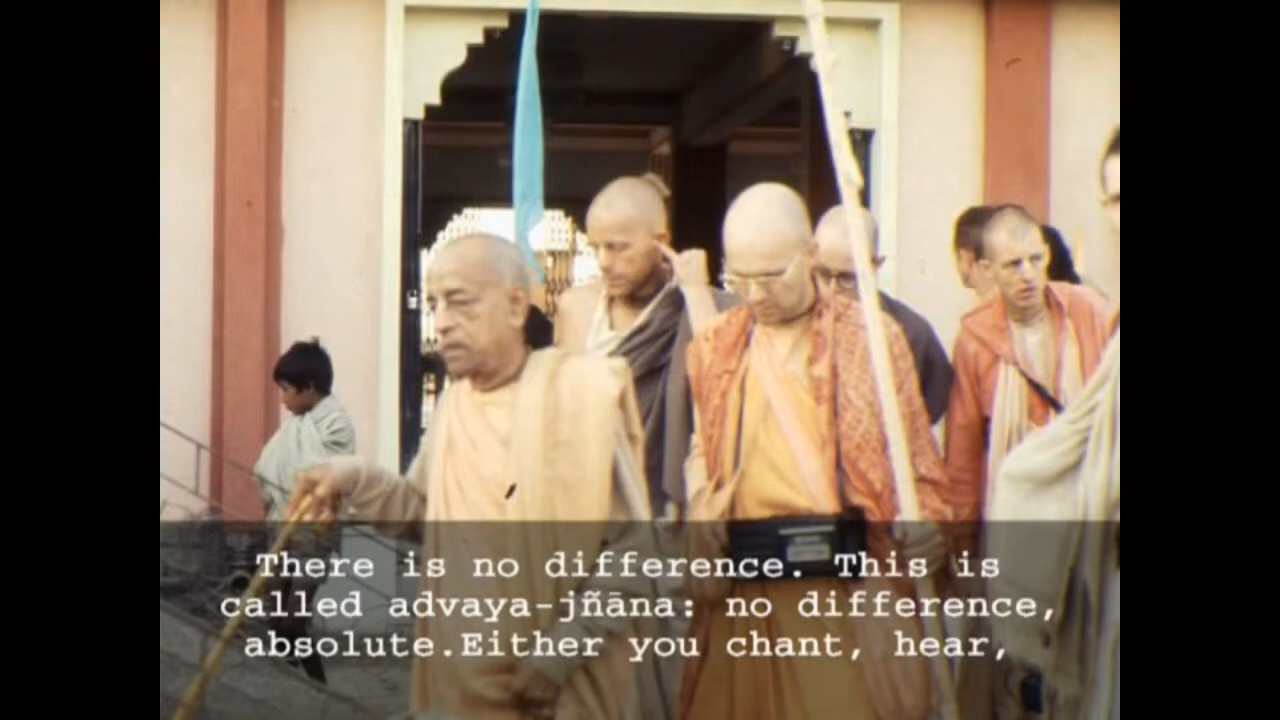 There is no difference. This is
called advaya-jñāna: no difference,
absolute.Either you chant, hear,